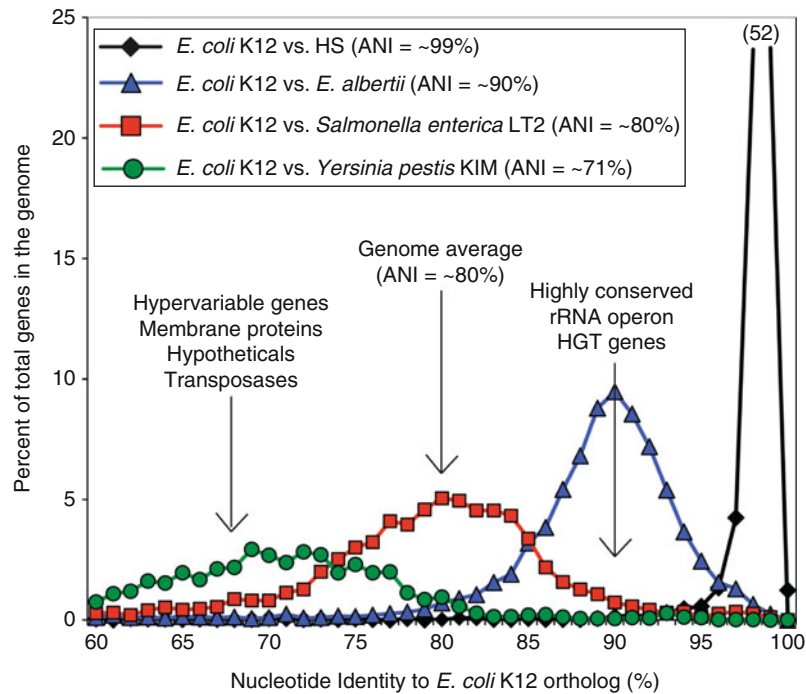 25
20
15
10
5
0
Percent of total genes in the genome
(52)
E. coli K12 vs. HS (ANI = ~99%)
E. coli K12 vs. E. albertii (ANI = ~90%)
E. coli K12 vs. Salmonella enterica LT2 (ANI = ~80%)
E. coli K12 vs. Yersinia pestis KIM (ANI = ~71%)
Hypervariable genes
Membrane proteins
Hypotheticals
Transposases
Genome average
(ANI = ~80%)
Highly conserved
rRNA operon
HGT genes
60 65 70 75 80 85 90 95 100
Nucleotide Identity to E. coli K12 ortholog (%)